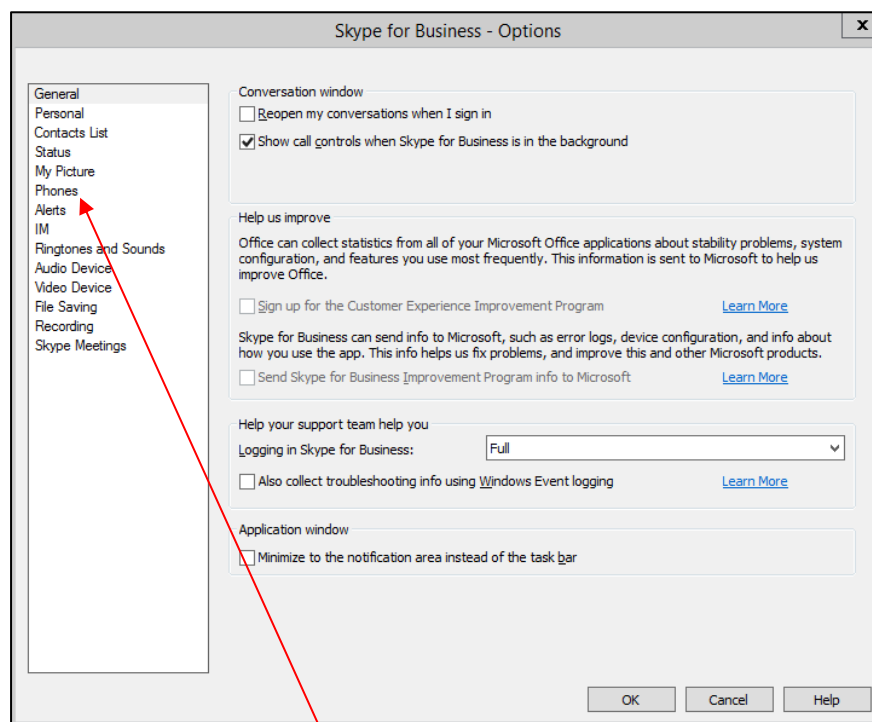 Skype for Business - Options
x
General
Personal
Contacts List
Status
My Picture
Phones
Alerts
IM
Ringtones and Sounds
Audio Device
Video Device
File Saving
Recording
Skype Meetings
Conversation window
Reopen my conversations when I sign in
Show call controls when Skype for Business is in the background
Help us improve
Office can collect statistics from all of your Microsoft Office applications about stability problems, system
configuration, and features you use most frequently. This information is sent to Microsoft to help us
improve Office.
Sign up for the Customer Experience Improvement Program Learn More
Skype for Business can send info to Microsoft, such as error logs, device configuration, and info about
how you use the app. This info helps us fix problems, and improve this and other Microsoft products.
Send Skype for Business Improvement Program info to Microsoft Learn More
Help your support team help you
Logging in Skype for Business: Full
Also collect troubleshooting info using Windows Event logging Learn More
Application window
Minimize to the notification area instead of the task bar
OK Cancel Help